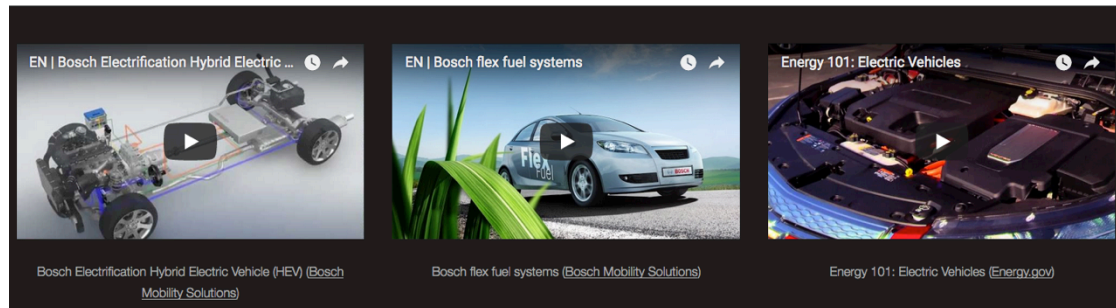 EN | Bosch Electrification Hybrid Electric ...
EN | Bosch flex fuel systems
Energy 101: Electric Vehicles
Flex
Fuel
BOSCH
Bosch Electrification Hybrid Electric Vehicle (HEV) (Bosch
Mobility Solutions)
Bosch flex fuel systems (Bosch Mobility Solutions)
Energy 101: Electric Vehicles (Energy.gov)